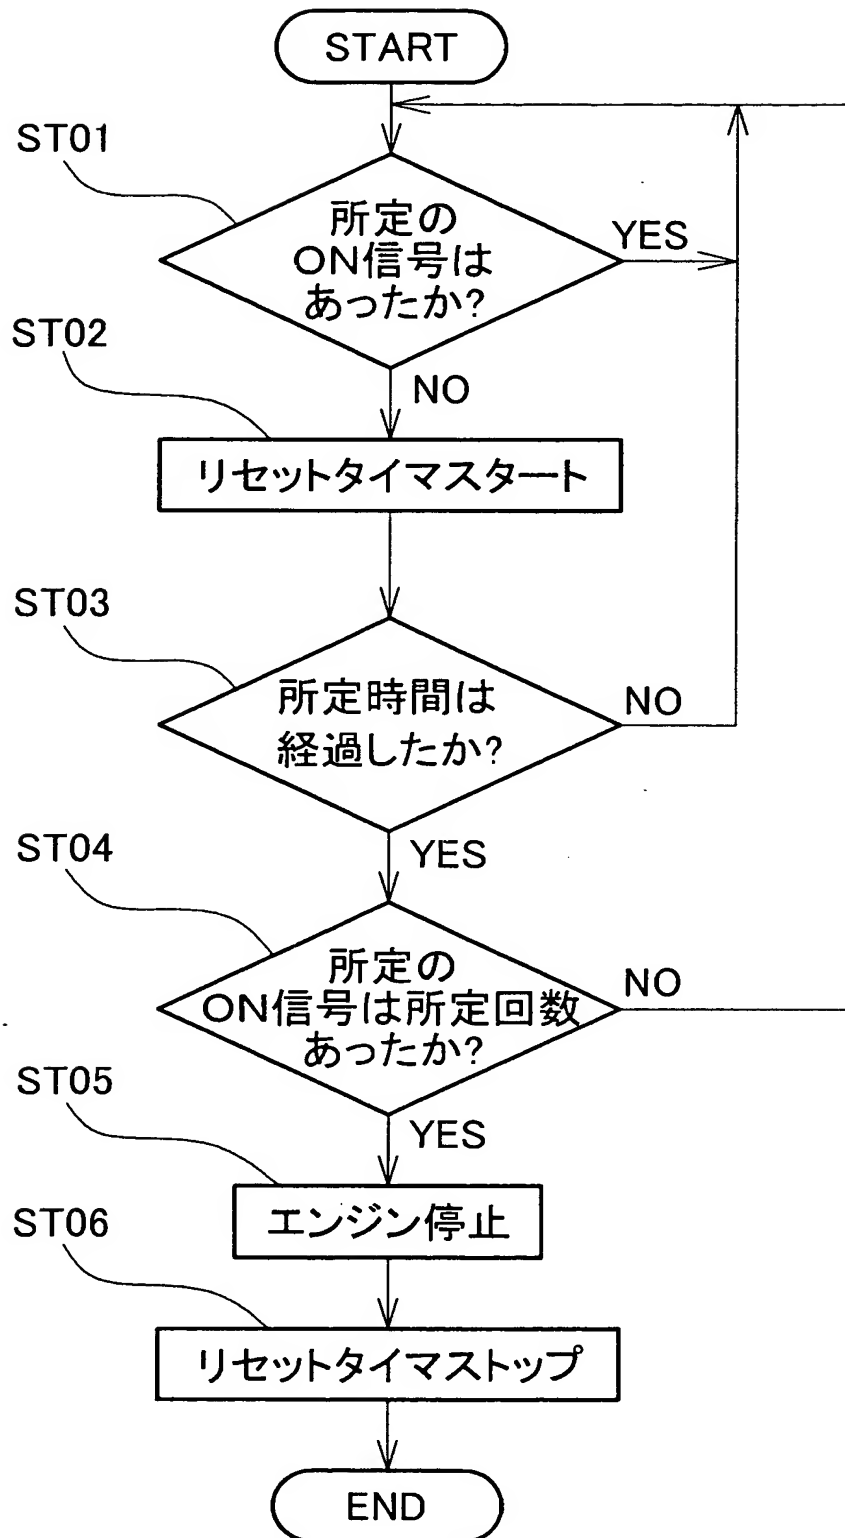 START
ST01
所定の
ON信号は
あったか?
YES
ST02
NO
リセットタイマスタート
ST03
所定時間は
経過したか?
NO
ST04
YES
所定の
ON信号は所定回数
あったか?
NO
ST05
YES
エンジン停止
ST06
リセットタイマストップ
END